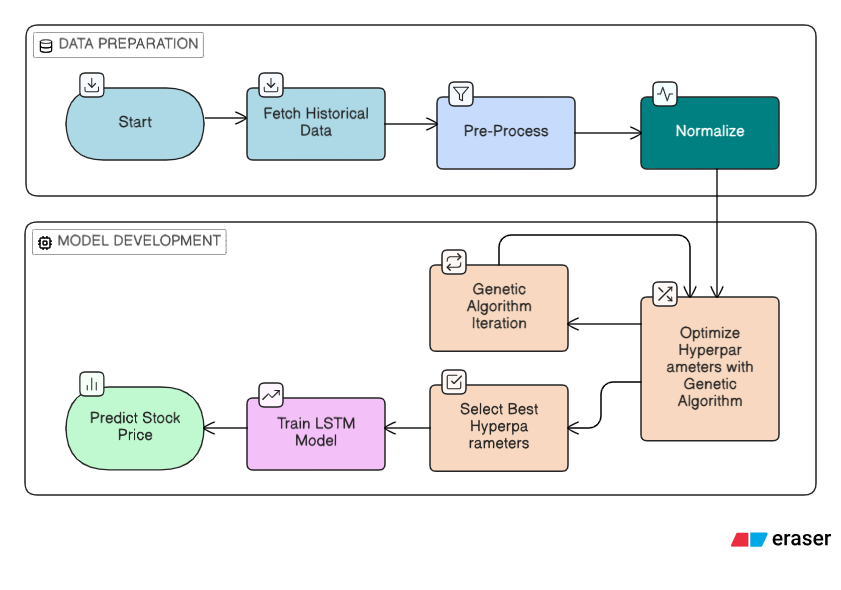 DATA PREPARATION
Start
Fetch Historical
Data
Pre-Process
Normalize
MODEL DEVELOPMENT
Genetic
Algorithm
Iteration
Optimize
Hyperpar
ameters with
Genetic
Algorithm
Predict Stock
Price
Train LSTM
Model
Select Best
Hyperpa
rameters
eraser